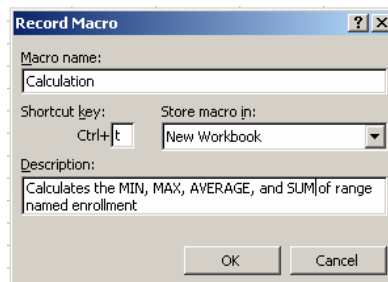 Record Macro
Macro name:
Calculation
Shortcut key: Store macro in:
Ctrl+ t New Workbook
Description:
Calculates the MIN, MAX, AVERAGE, and SUM of range
named enrollment
OK Cancel